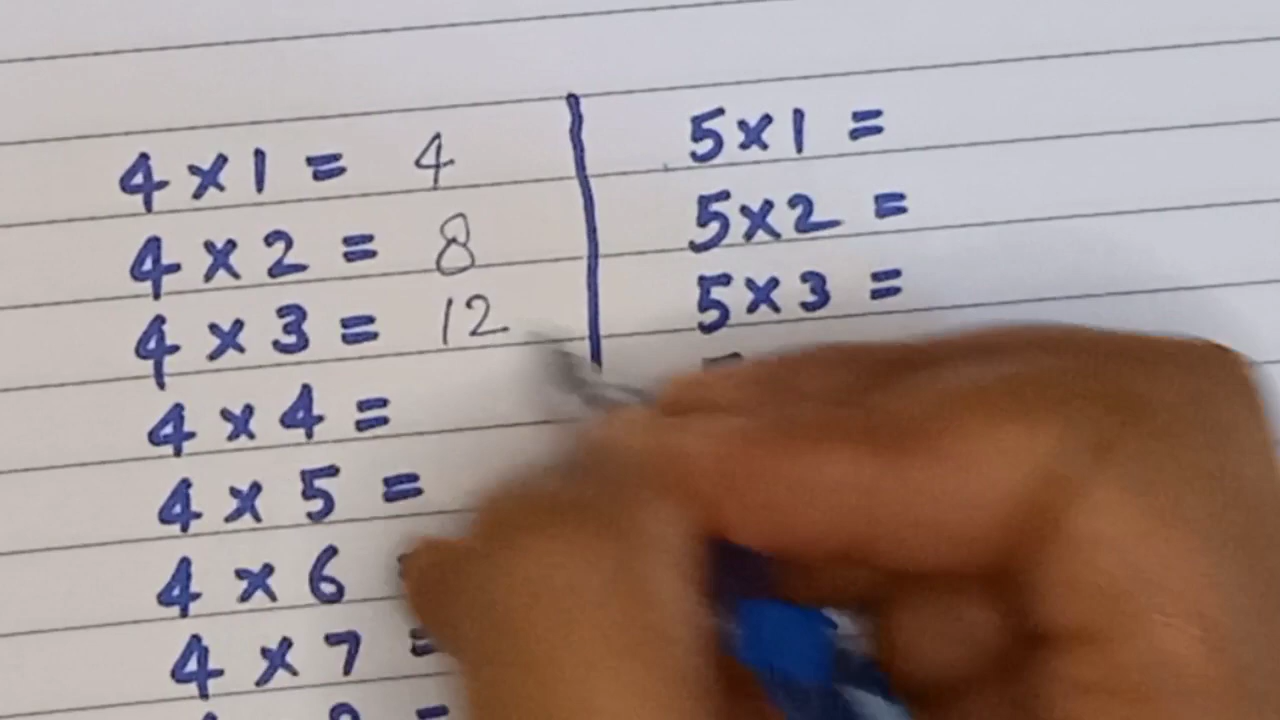 4 × 1 = 4
4 × 2 = 8
4 × 3 = 12
4 × 4 =
4 × 5 =
4 × 6
4 × 7 =
5 × 1 =
5 × 2 =
5 × 3 =